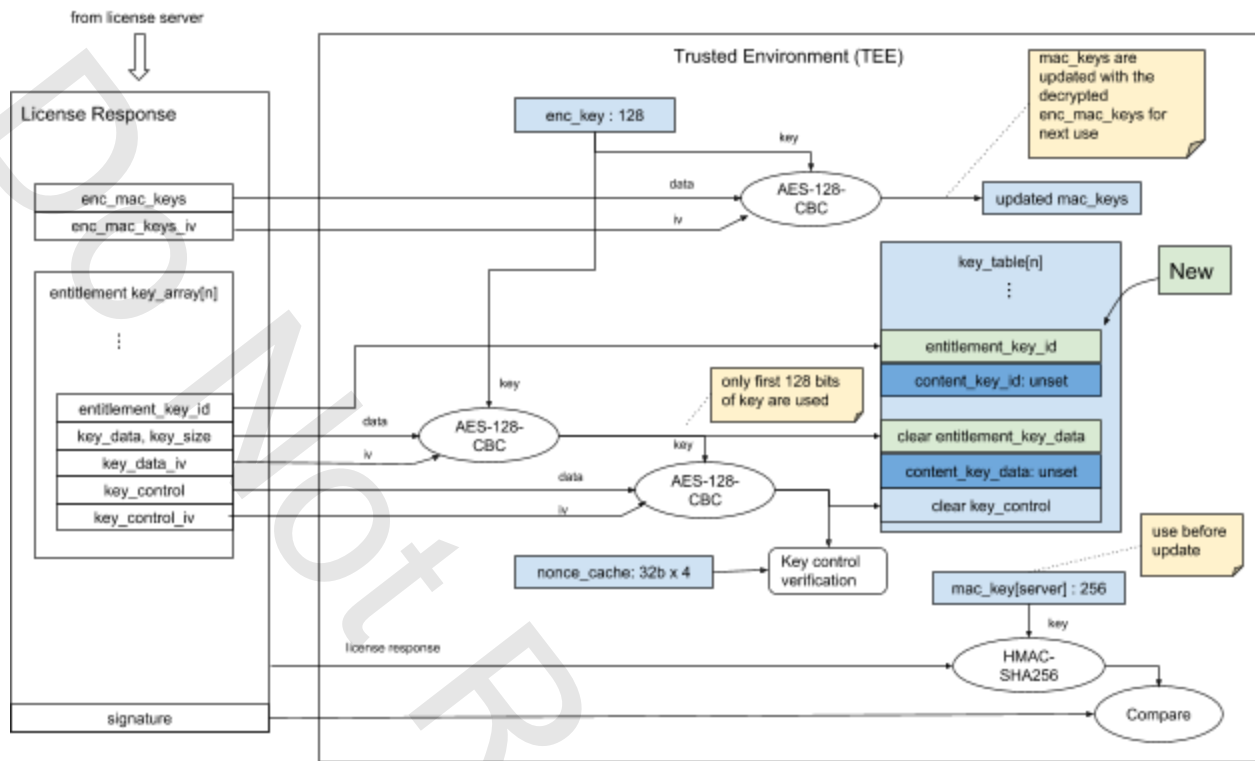 from license server
Trusted Environment (TEE)
mac_keys are
updated with the
decrypted
enc_mac_keys for
next use
License Response
enc_key : 128
key
enc_mac_keys
data
AES-128-
CBC
updated mac_keys
enc_mac_keys_iv
iv
entitlement key_array[n]
⋮
key_table[n]
⋮
New
entitlement_key_id
content_key_id: unset
key
only first 128 bits
of key are used
entitlement_key_id
key_data, key_size
data
AES-128-
CBC
clear entitlement_key_data
key_data_iv
iv
key
content_key_data: unset
key_control
data
AES-128-
CBC
clear key_control
key_control_iv
iv
use before
update
nonce_cache: 32b x 4
Key control
verification
mac_key[server] : 256
key
license response
HMAC-
SHA256
signature
Compare
Do Not R